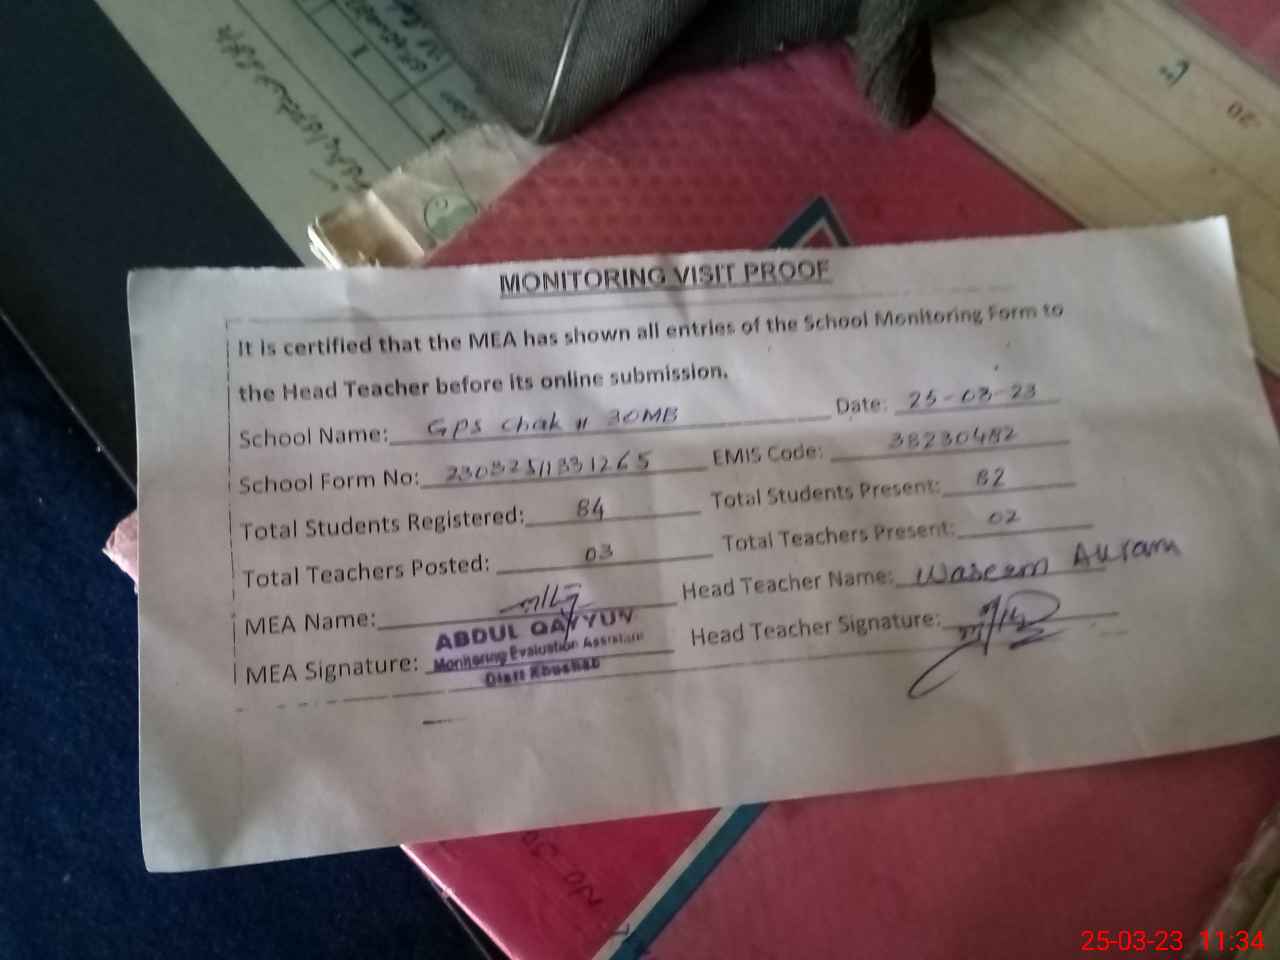 MONITORING VISIT PROOF
It is certified that the MEA has shown all entries of the School Monitoring Form to
the Head Teacher before its online submission.
School Name: GPS Chak # 30MB Date: 25-03-23
School Form No: 23032511331265 EMIS Code: 38230482
Total Students Registered: 84 Total Students Present: 82
Total Teachers Posted: 03 Total Teachers Present: 02
MEA Name: Head Teacher Name: Waseem Akram
MEA Signature: Head Teacher Signature:
ABDUL QAYYUM
Monitoring Evaluation Assistant
Distt Khushab
20
25-03-23 11:34